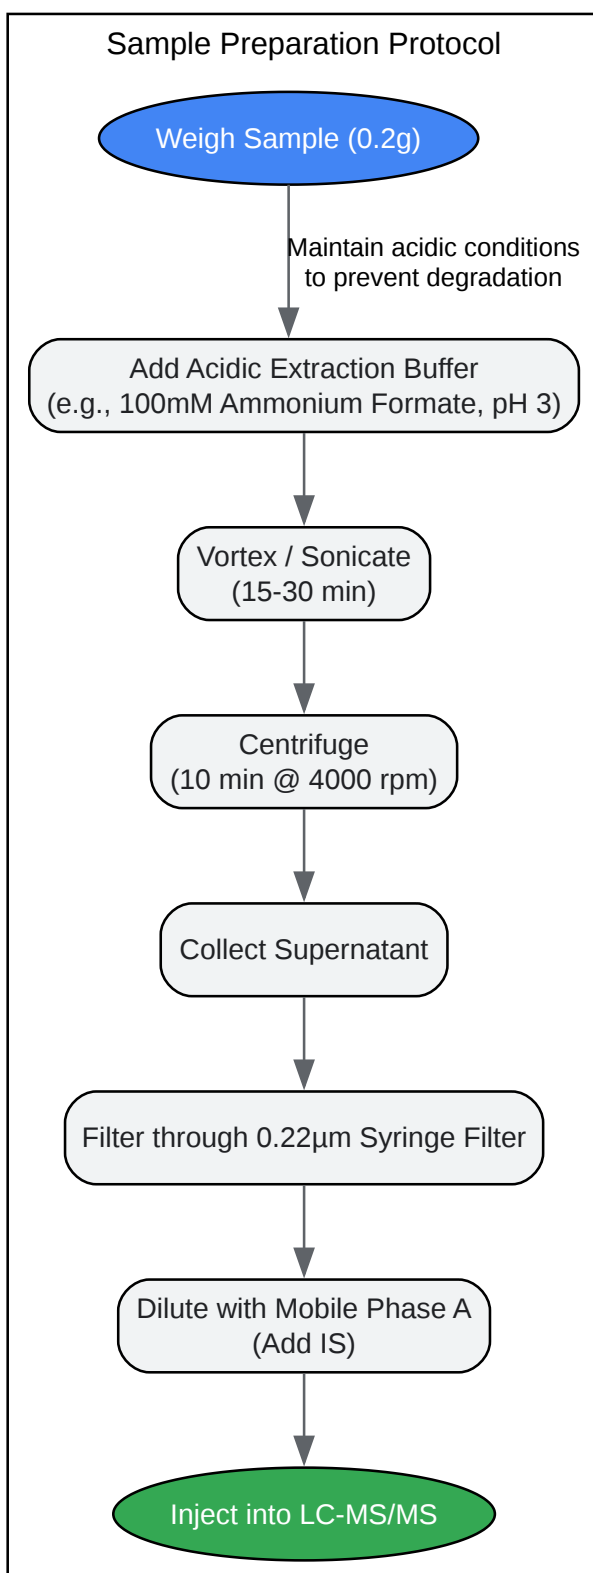 Sample Preparation Protocol
Weigh Sample (0.2g)
Maintain acidic conditions
to prevent degradation
Add Acidic Extraction Buffer
(e.g., 100mM Ammonium Formate, pH 3)
Vortex / Sonicate
(15-30 min)
Centrifuge
(10 min @ 4000 rpm)
Collect Supernatant
Filter through 0.22µm Syringe Filter
Dilute with Mobile Phase A
(Add IS)
Inject into LC-MS/MS